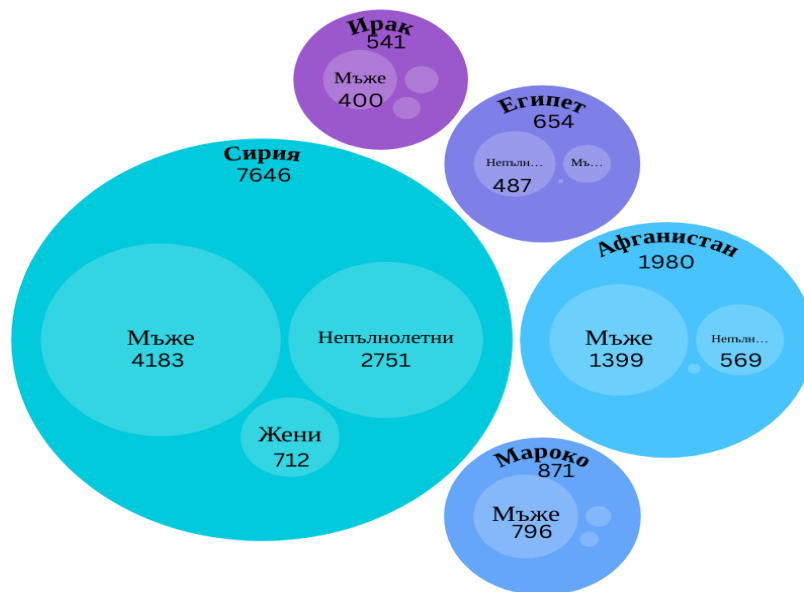 Ирак
541
Мъже
400
Египет
654
Непълн...
487
Мъ...
Сирия
7646
Мъже
4183
Непълнолетни
2751
Жени
712
Афганистан
1980
Мъже
1399
Непълн...
569
Мароко
871
Мъже
796